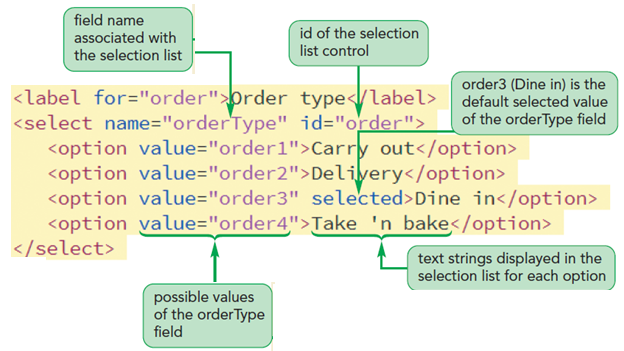 field name
associated with
the selection list
id of the selection
list control
order3 (Dine in) is the
default selected value
of the orderType field
<label for="order">Order type</label>
<select name="orderType" id="order">
<option value="order1">Carry out</option>
<option value="order2">Delivery</option>
<option value="order3" selected>Dine in</option>
<option value="order4">Take 'n bake</option>
</select>
text strings displayed in the
selection list for each option
possible values
of the orderType
field